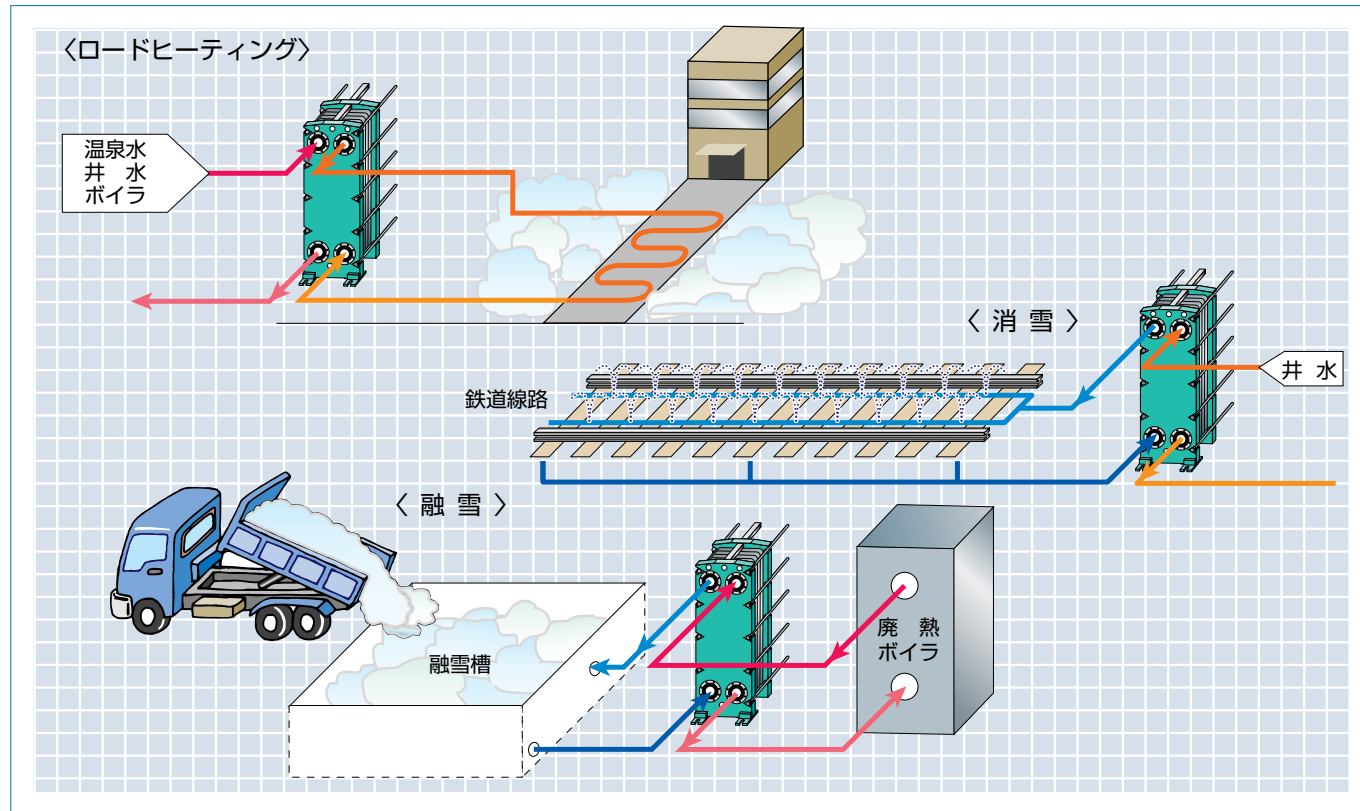 〈ロードヒーティング〉
温泉水
井 水
ボイラ
〈 消 雪 〉
井 水
鉄道線路
〈 融 雪 〉
融雪槽
廃 熱
ボイラ